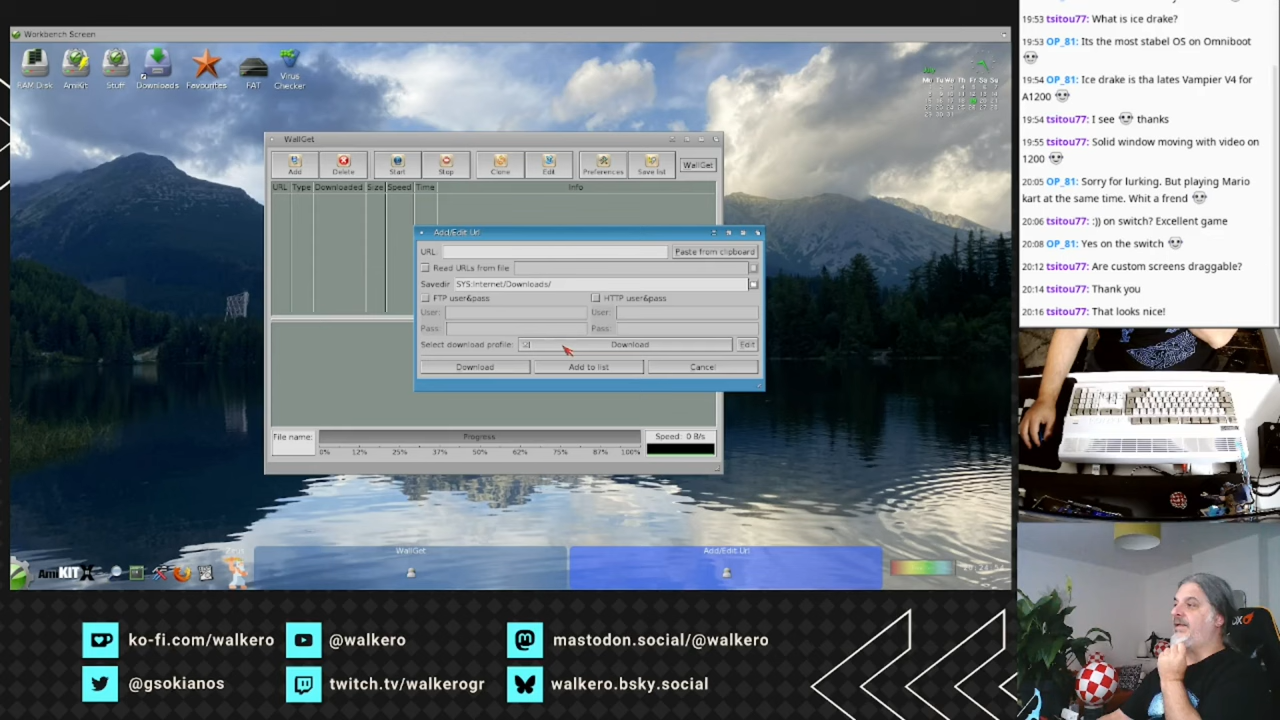 Workbench Screen
RAM Disk
AmiKit
Stuff
Downloads
Favourites
FAT
Virus
Checker
WallGet
Add
Delete
Start
Stop
Clone
Edit
Preferences
Save list
WallGet
URL Type Downloaded Size Speed Time Info
Add/Edit Url
URL
Paste from clipboard
Read URLs from file
Savedir SYS:Internet/Downloads/
FTP user&pass
HTTP user&pass
User:
User:
Pass:
Pass:
Select download profile: Download Edit
Download
Add to list
Cancel
File name:
Progress
Speed: 0 B/s
0% 12% 25% 37% 50% 62% 75% 87% 100%
AmiKIT X
WallGet
Add/Edit Url
19:53 tsitou77: What is ice drake?
19:53 OP_81: Its the most stabel OS on Omniboot
19:54 OP_81: Ice drake is tha lates Vampier V4 for
A1200
19:54 tsitou77: I see thanks
19:55 tsitou77: Solid window moving with video on
1200
20:05 OP_81: Sorry for lurking. But playing Mario
kart at the same time. Whit a frend
20:06 tsitou77: :)) on switch? Excellent game
20:08 OP_81: Yes on the switch
20:12 tsitou77: Are custom screens draggable?
20:14 tsitou77: Thank you
20:16 tsitou77: That looks nice!
ko-fi.com/walkero
@walkero
mastodon.social/@walkero
@gsokianos
twitch.tv/walkerogr
walkero.bsky.social